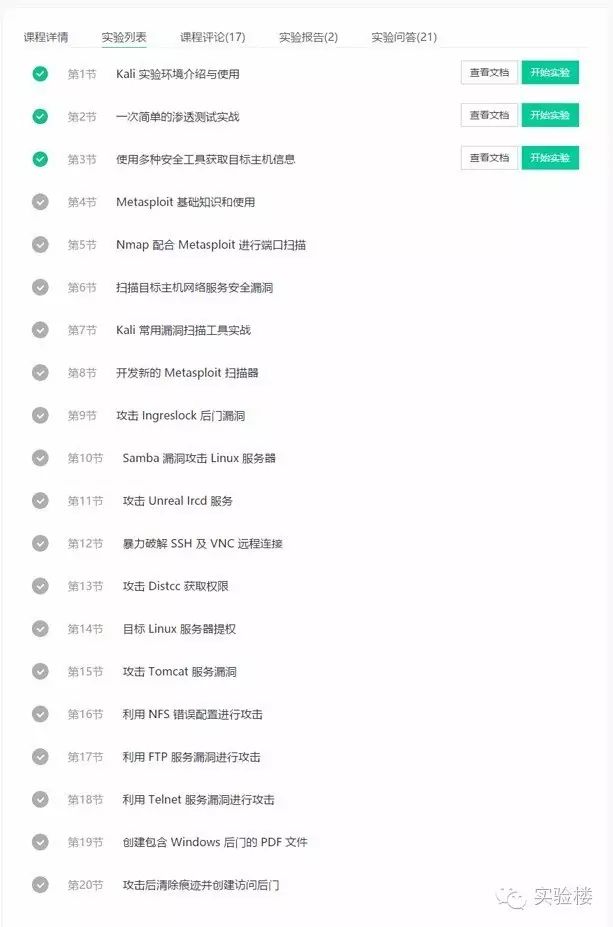 课程详情 实验列表 课程评论(17) 实验报告(2) 实验问答(21)
第1节 Kali 实验环境介绍与使用 查看文档 开始实验
第2节 一次简单的渗透测试实战 查看文档 开始实验
第3节 使用多种安全工具获取目标主机信息 查看文档 开始实验
第4节 Metasploit 基础知识和使用
第5节 Nmap 配合 Metasploit 进行端口扫描
第6节 扫描目标主机网络服务安全漏洞
第7节 Kali 常用漏洞扫描工具实战
第8节 开发新的 Metasploit 扫描器
第9节 攻击 Ingreslock 后门漏洞
第10节 Samba 漏洞攻击 Linux 服务器
第11节 攻击 Unreal Ircd 服务
第12节 暴力破解 SSH 及 VNC 远程连接
第13节 攻击 Distcc 获取权限
第14节 目标 Linux 服务器提权
第15节 攻击 Tomcat 服务漏洞
第16节 利用 NFS 错误配置进行攻击
第17节 利用 FTP 服务漏洞进行攻击
第18节 利用 Telnet 服务漏洞进行攻击
第19节 创建包含 Windows 后门的 PDF 文件
第20节 攻击后清除痕迹并创建访问后门
实验楼